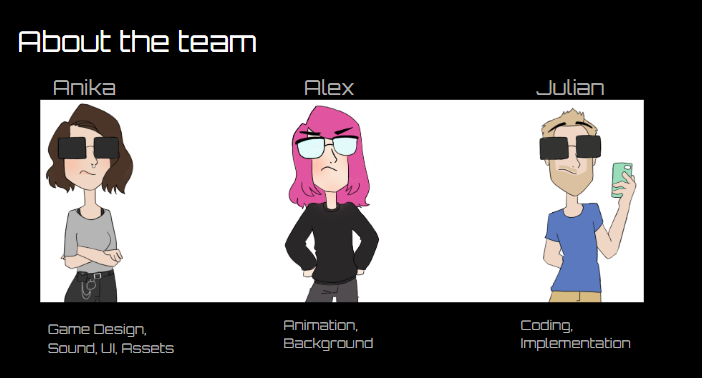 About the team
Anika
Alex
Julian
Game Design,
Sound, UI, Assets
Animation,
Background
Coding,
Implementation